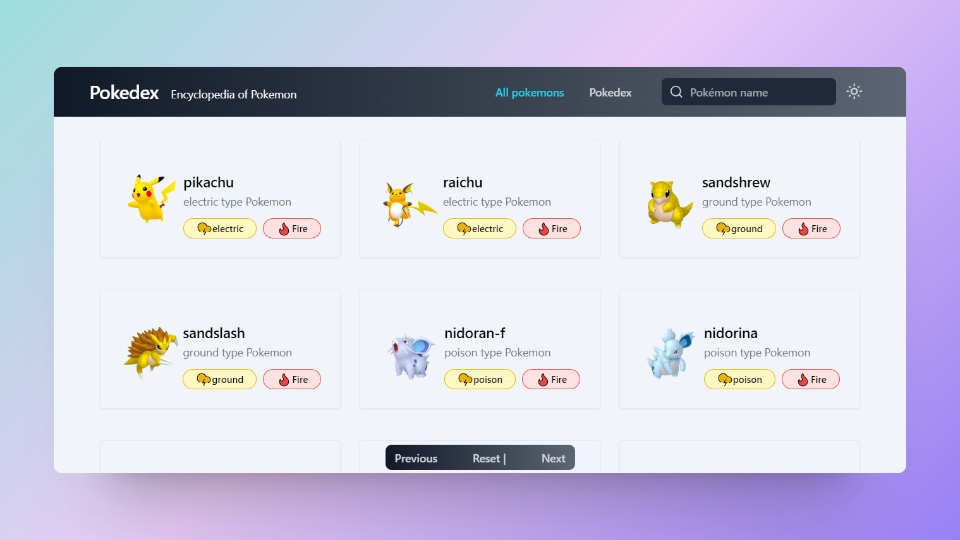 Pokedex Encyclopedia of Pokemon All pokemons Pokedex Pokémon name
pikachu
electric type Pokemon
electric Fire
raichu
electric type Pokemon
electric Fire
sandshrew
ground type Pokemon
ground Fire
sandslash
ground type Pokemon
ground Fire
nidoran-f
poison type Pokemon
poison Fire
nidorina
poison type Pokemon
poison Fire
Previous Reset | Next